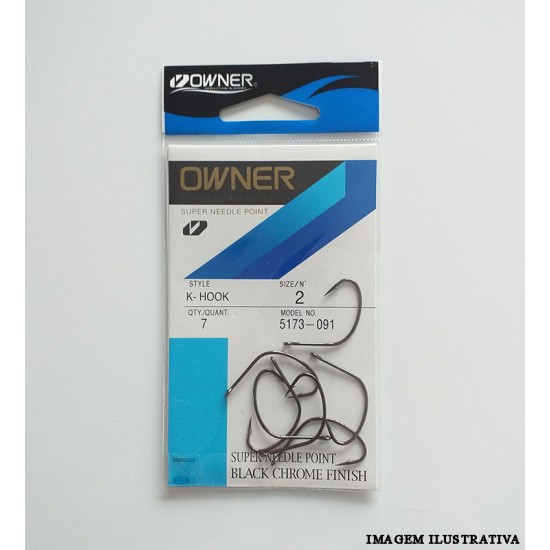 OWNER®
OWNER
SUPER NEEDLE POINT
STYLE
K-HOOK
SIZE/N°
2
QTY./QUANT.
7
MODEL NO.
5173-091
SUPER NEEDLE POINT
BLACK CHROME FINISH
IMAGEM ILUSTRATIVA